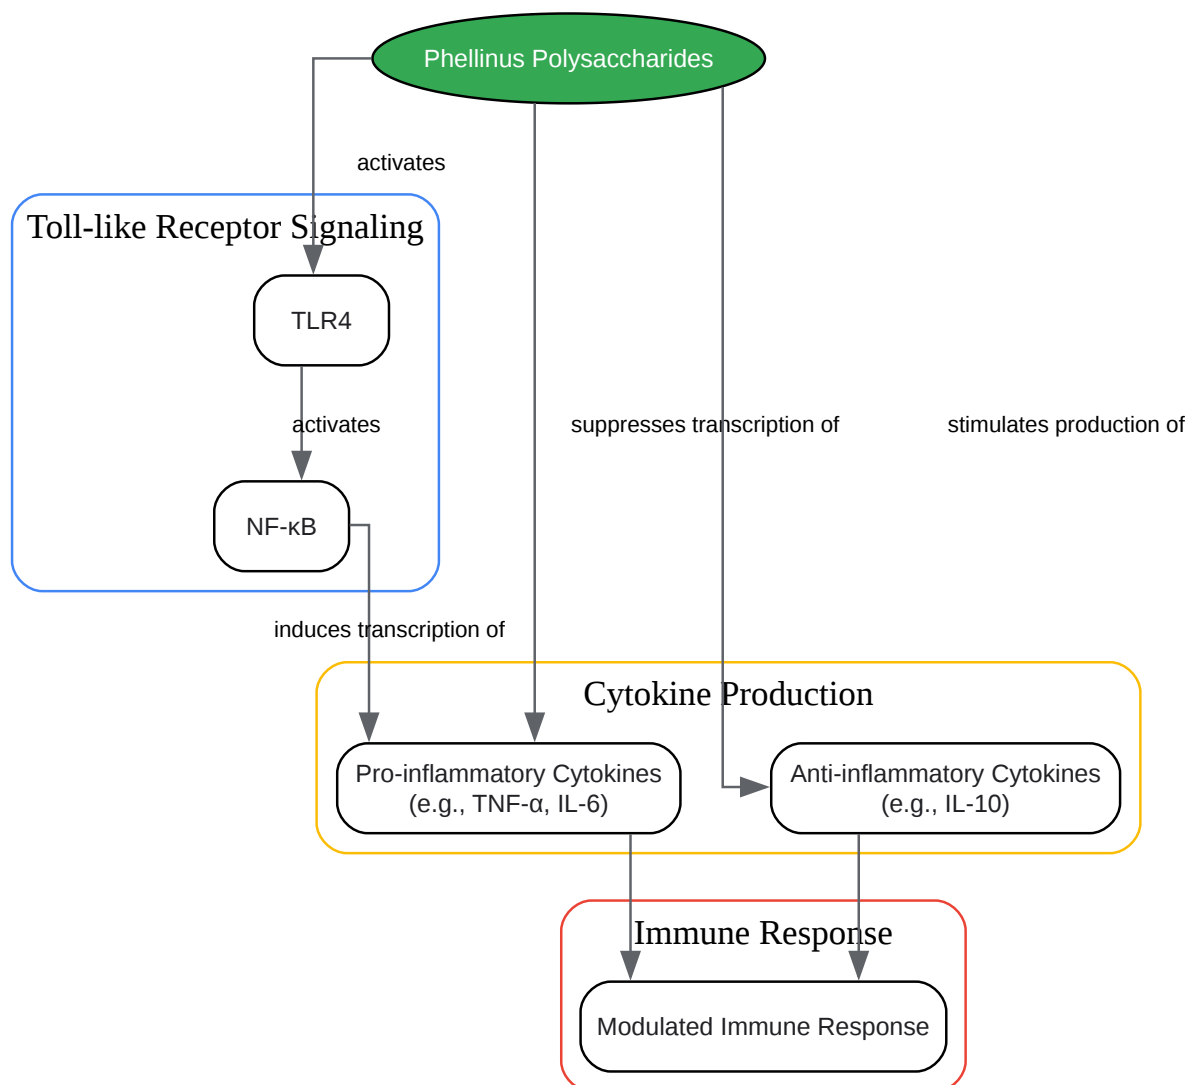 Phellinus Polysaccharides
activates
Toll-like Receptor Signaling
TLR4
activates
suppresses transcription of
stimulates production of
NF-κB
induces transcription of
Cytokine Production
Pro-inflammatory Cytokines
(e.g., TNF-α, IL-6)
Anti-inflammatory Cytokines
(e.g., IL-10)
Immune Response
Modulated Immune Response